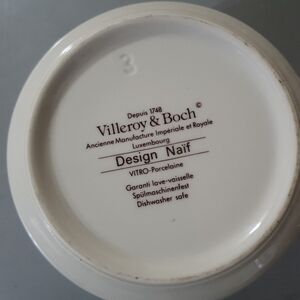 3
Depuis 1748
Villeroy & Boch ©
Ancienne Manufacture Impériale et Royale
Luxembourg
Design Naïf
VITRO-Porcelaine
Garanti lave-vaisselle
Spülmaschinenfest
Dishwasher safe